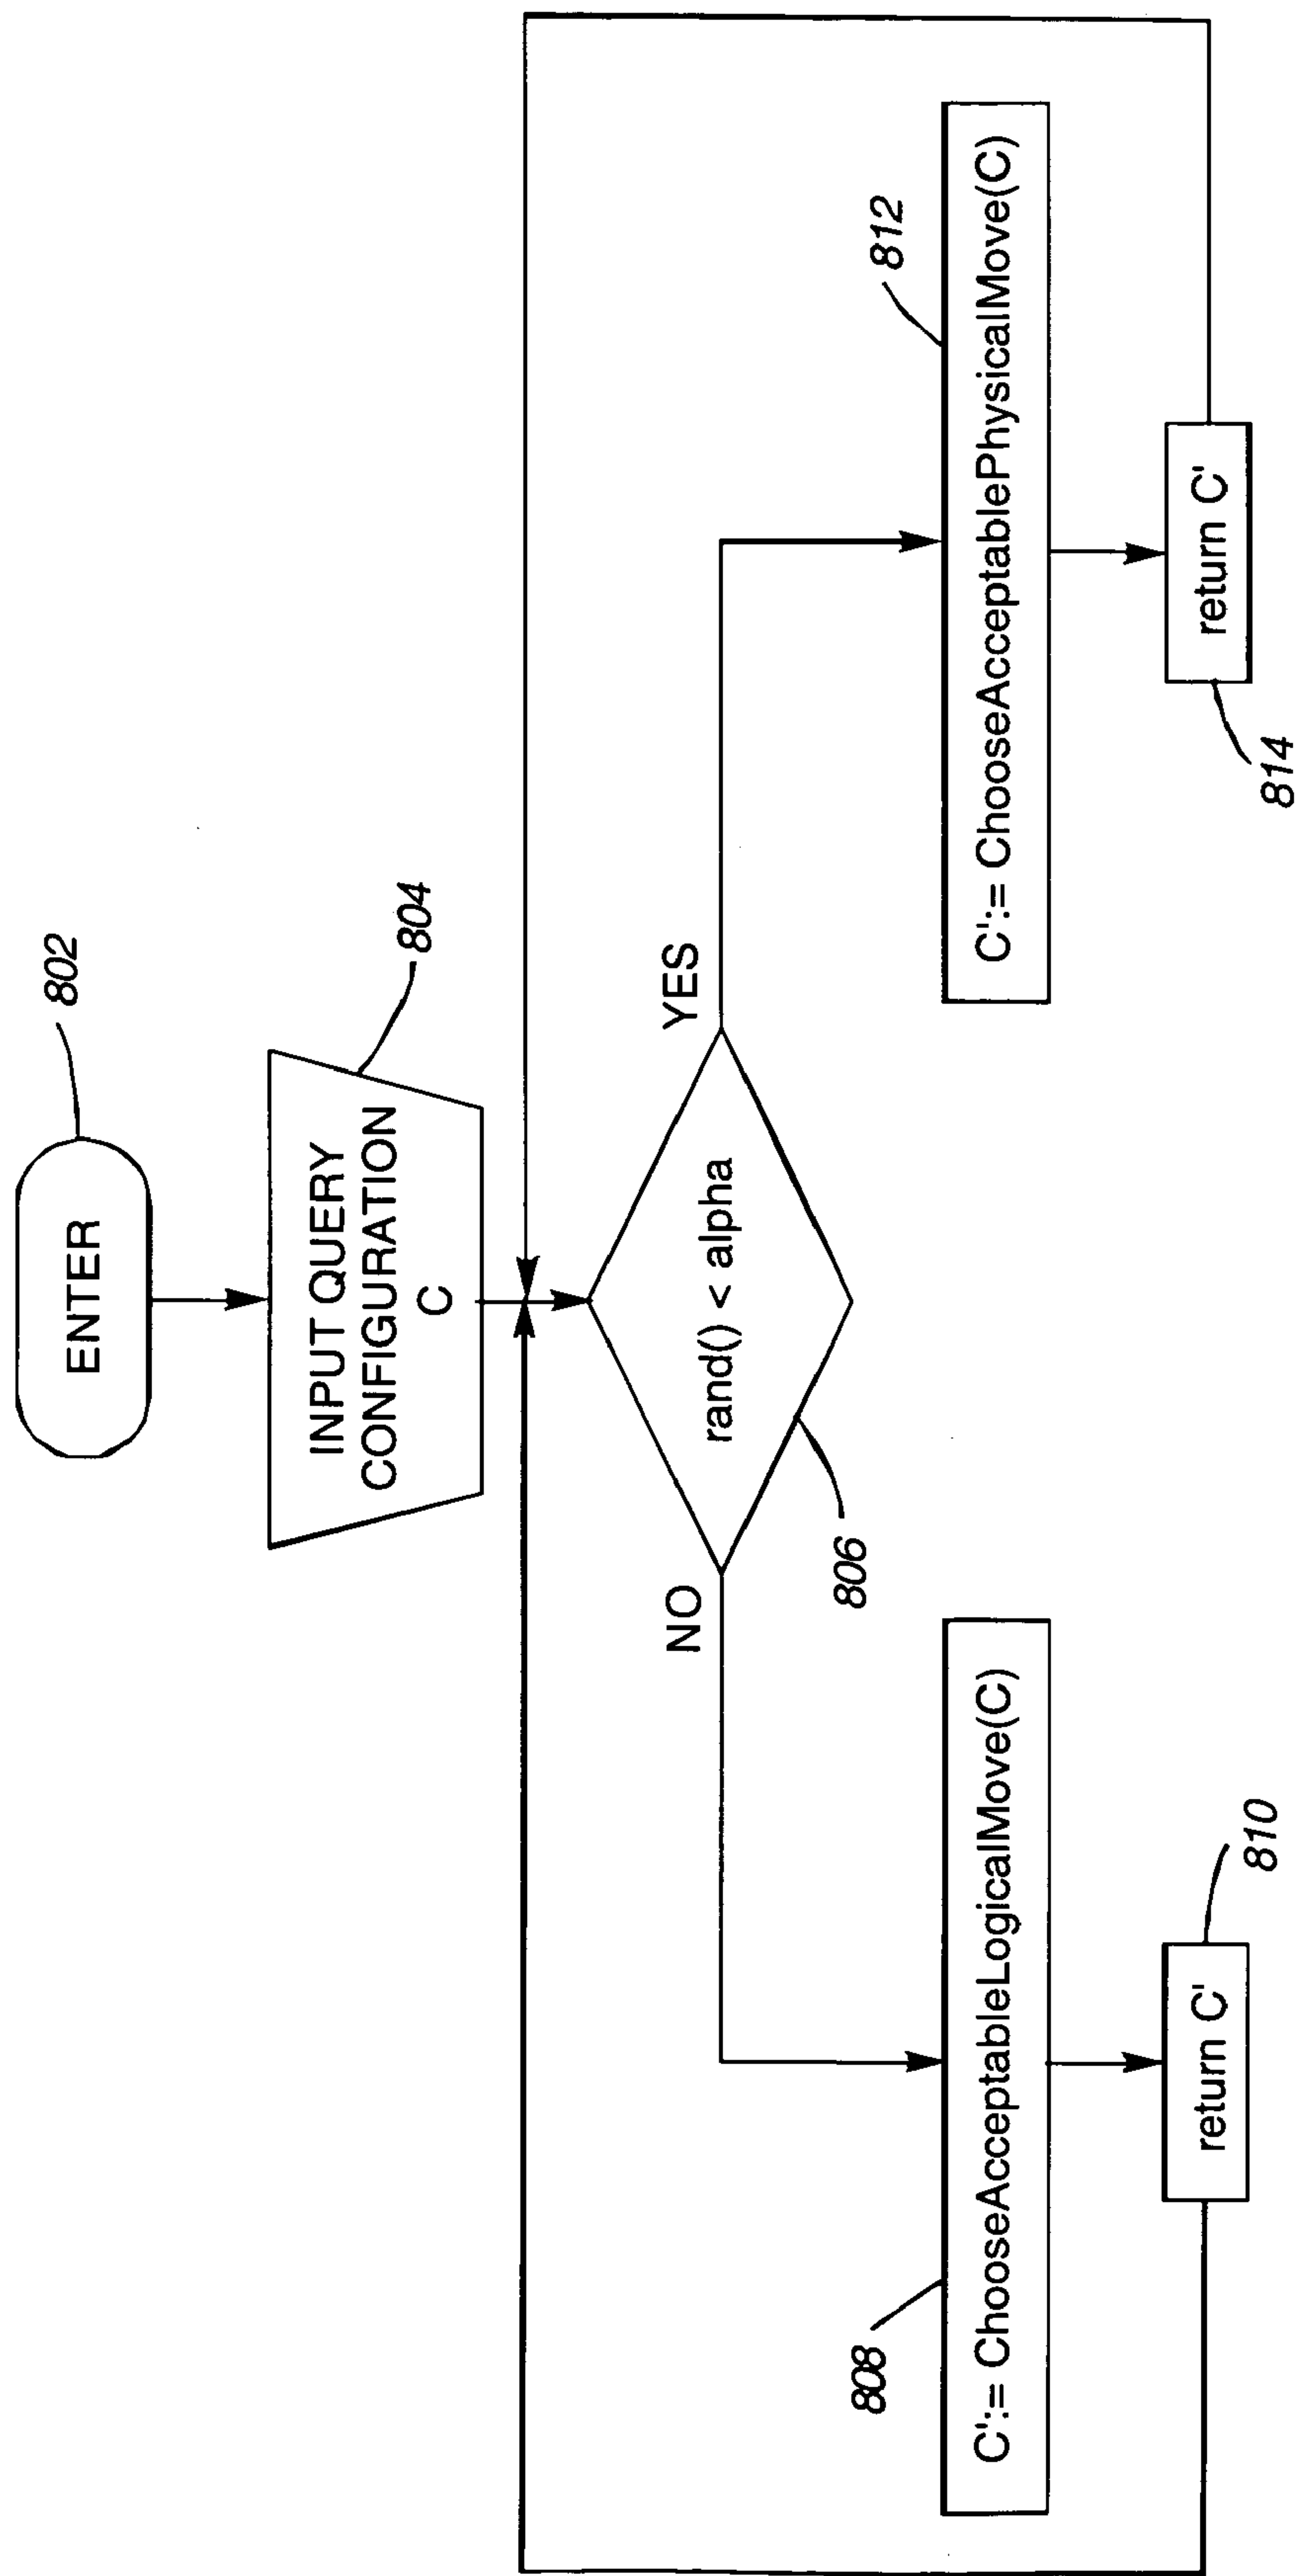 ENTER
802
INPUT QUERY
CONFIGURATION
C
804
rand() < alpha
806
NO
YES
C':= ChooseAcceptableLogicalMove(C)
808
return C'
810
C':= ChooseAcceptablePhysicalMove(C)
812
return C'
814